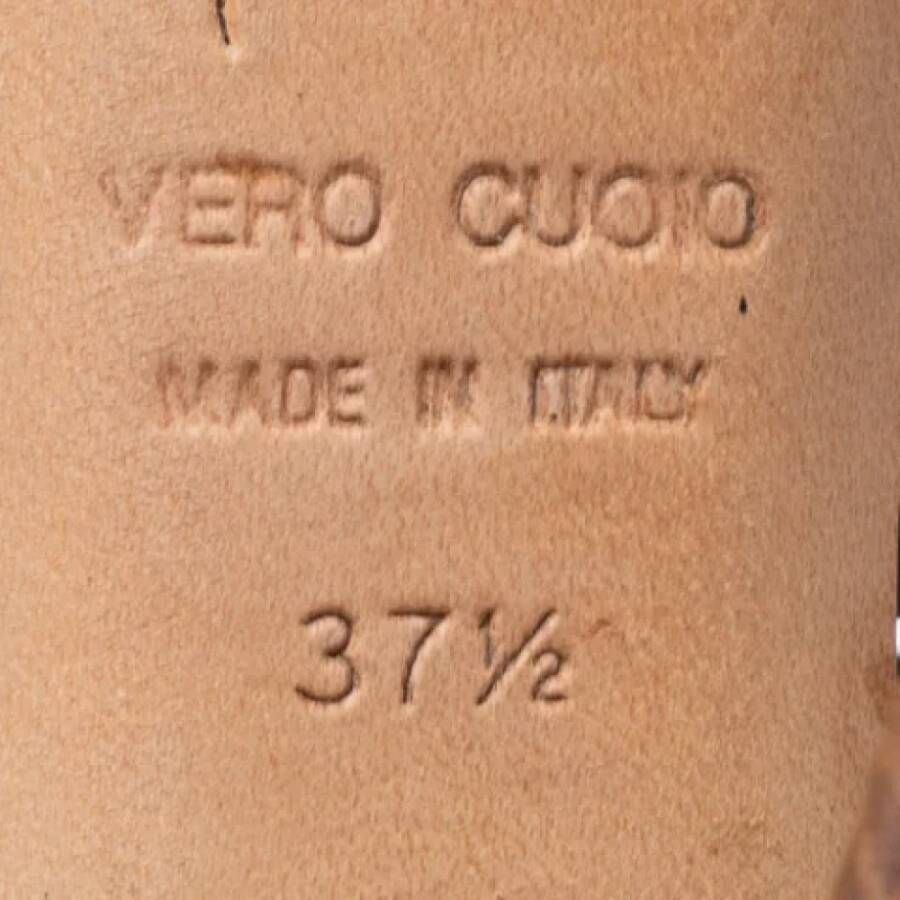 VERO CUOIO
MADE IN ITALY
37½